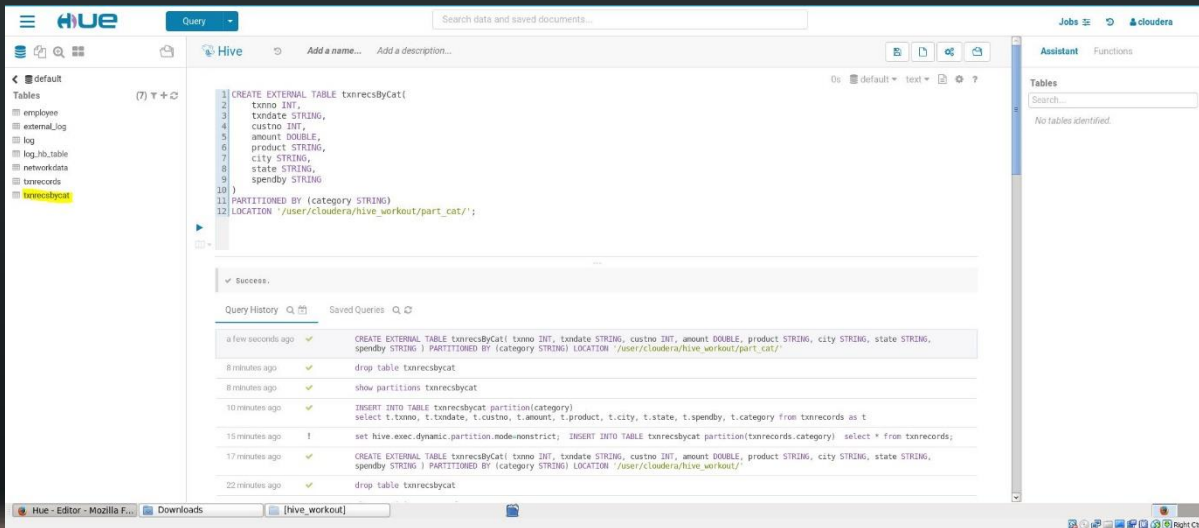 HUE
Query
Search data and saved documents...
Jobs
cloudera
Hive
Add a name...
Add a description...
Assistant
Functions
default
Tables
(7)
employee
external_log
log
log_hb_table
networkdata
txnrecords
txnrecsbycat
0s
default
text
?
1 CREATE EXTERNAL TABLE txnrecsByCat(
2 txnno INT,
3 txndate STRING,
4 custno INT,
5 amount DOUBLE,
6 product STRING,
7 city STRING,
8 state STRING,
9 spendby STRING
10 )
11 PARTITIONED BY (category STRING)
12 LOCATION '/user/cloudera/hive_workout/part_cat/';
Tables
Search...
No tables identified.
Success.
Query History
Saved Queries
a few seconds ago
CREATE EXTERNAL TABLE txnrecsByCat( txnno INT, txndate STRING, custno INT, amount DOUBLE, product STRING, city STRING, state STRING,
spendby STRING ) PARTITIONED BY (category STRING) LOCATION '/user/cloudera/hive_workout/part_cat/'
8 minutes ago
drop table txnrecsbycat
8 minutes ago
show partitions txnrecsbycat
10 minutes ago
INSERT INTO TABLE txnrecsbycat partition(category)
select t.txnno, t.txndate, t.custno, t.amount, t.product, t.city, t.state, t.spendby, t.category from txnrecords as t
15 minutes ago
!
set hive.exec.dynamic.partition.mode=nonstrict; INSERT INTO TABLE txnrecsbycat partition(txnrecords.category) select * from txnrecords;
17 minutes ago
CREATE EXTERNAL TABLE txnrecsByCat( txnno INT, txndate STRING, custno INT, amount DOUBLE, product STRING, city STRING, state STRING,
spendby STRING ) PARTITIONED BY (category STRING) LOCATION '/user/cloudera/hive_workout/'
22 minutes ago
drop table txnrecsbycat
Hue - Editor - Mozilla F...
Downloads
[hive_workout]
Right Ct